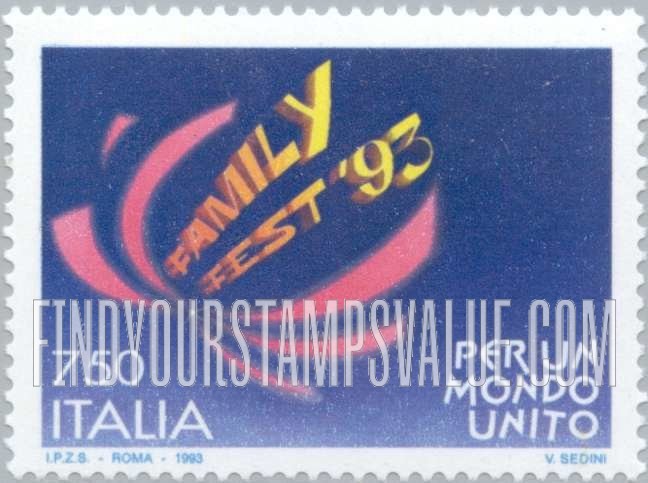 FAMILY
FEST '93
FINDYOURSTAMPSVALUE.COM
750
ITALIA
PER UN
MONDO
UNITO
I.P.Z.S. - ROMA - 1993
V. SEDINI